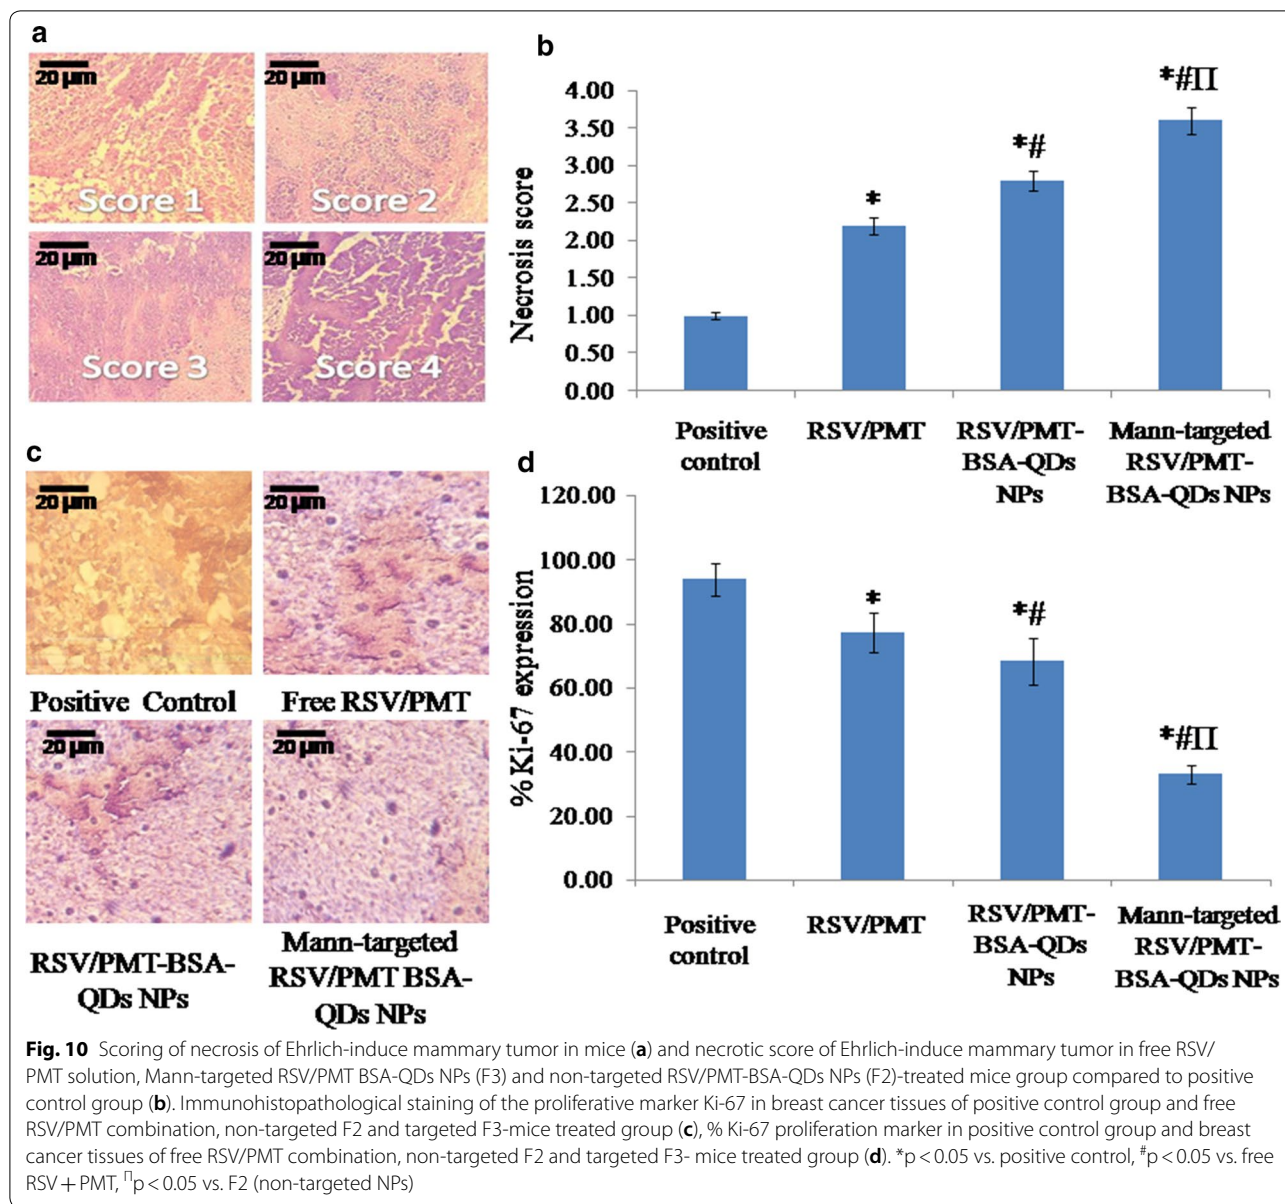 a
20 µm
20 µm
Score 1
Score 2
20 µm
20 µm
Score 3
Score 4
b
Necrosis score
4.00
3.50
3.00
2.50
2.00
1.50
1.00
0.50
0.00
*
*#
*#Π
Positive
control
RSV/PMT
RSV/PMT-
BSA-QDs
NPs
Mann-targeted
RSV/PMT-
BSA-QDs NPs
c
20 µm
20 µm
Positive Control
Free RSV/PMT
20 µm
20 µm
RSV/PMT-BSA-
QDs NPs
Mann-targeted
RSV/PMT BSA-
QDs NPs
d
% Ki-67 expression
120.00
100.00
80.00
60.00
40.00
20.00
0.00
*
*#
*#Π
Positive
control
RSV/PMT
RSV/PMT-
BSA-QDs
NPs
Mann-targeted
RSV/PMT-
BSA-QDs NPs
Fig. 10 Scoring of necrosis of Ehrlich-induce mammary tumor in mice (a) and necrotic score of Ehrlich-induce mammary tumor in free RSV/
PMT solution, Mann-targeted RSV/PMT BSA-QDs NPs (F3) and non-targeted RSV/PMT-BSA-QDs NPs (F2)-treated mice group compared to positive
control group (b). Immunohistopathological staining of the proliferative marker Ki-67 in breast cancer tissues of positive control group and free
RSV/PMT combination, non-targeted F2 and targeted F3-mice treated group (c), % Ki-67 proliferation marker in positive control group and breast
cancer tissues of free RSV/PMT combination, non-targeted F2 and targeted F3- mice treated group (d). *p < 0.05 vs. positive control, #p < 0.05 vs. free
RSV + PMT, Πp < 0.05 vs. F2 (non-targeted NPs)